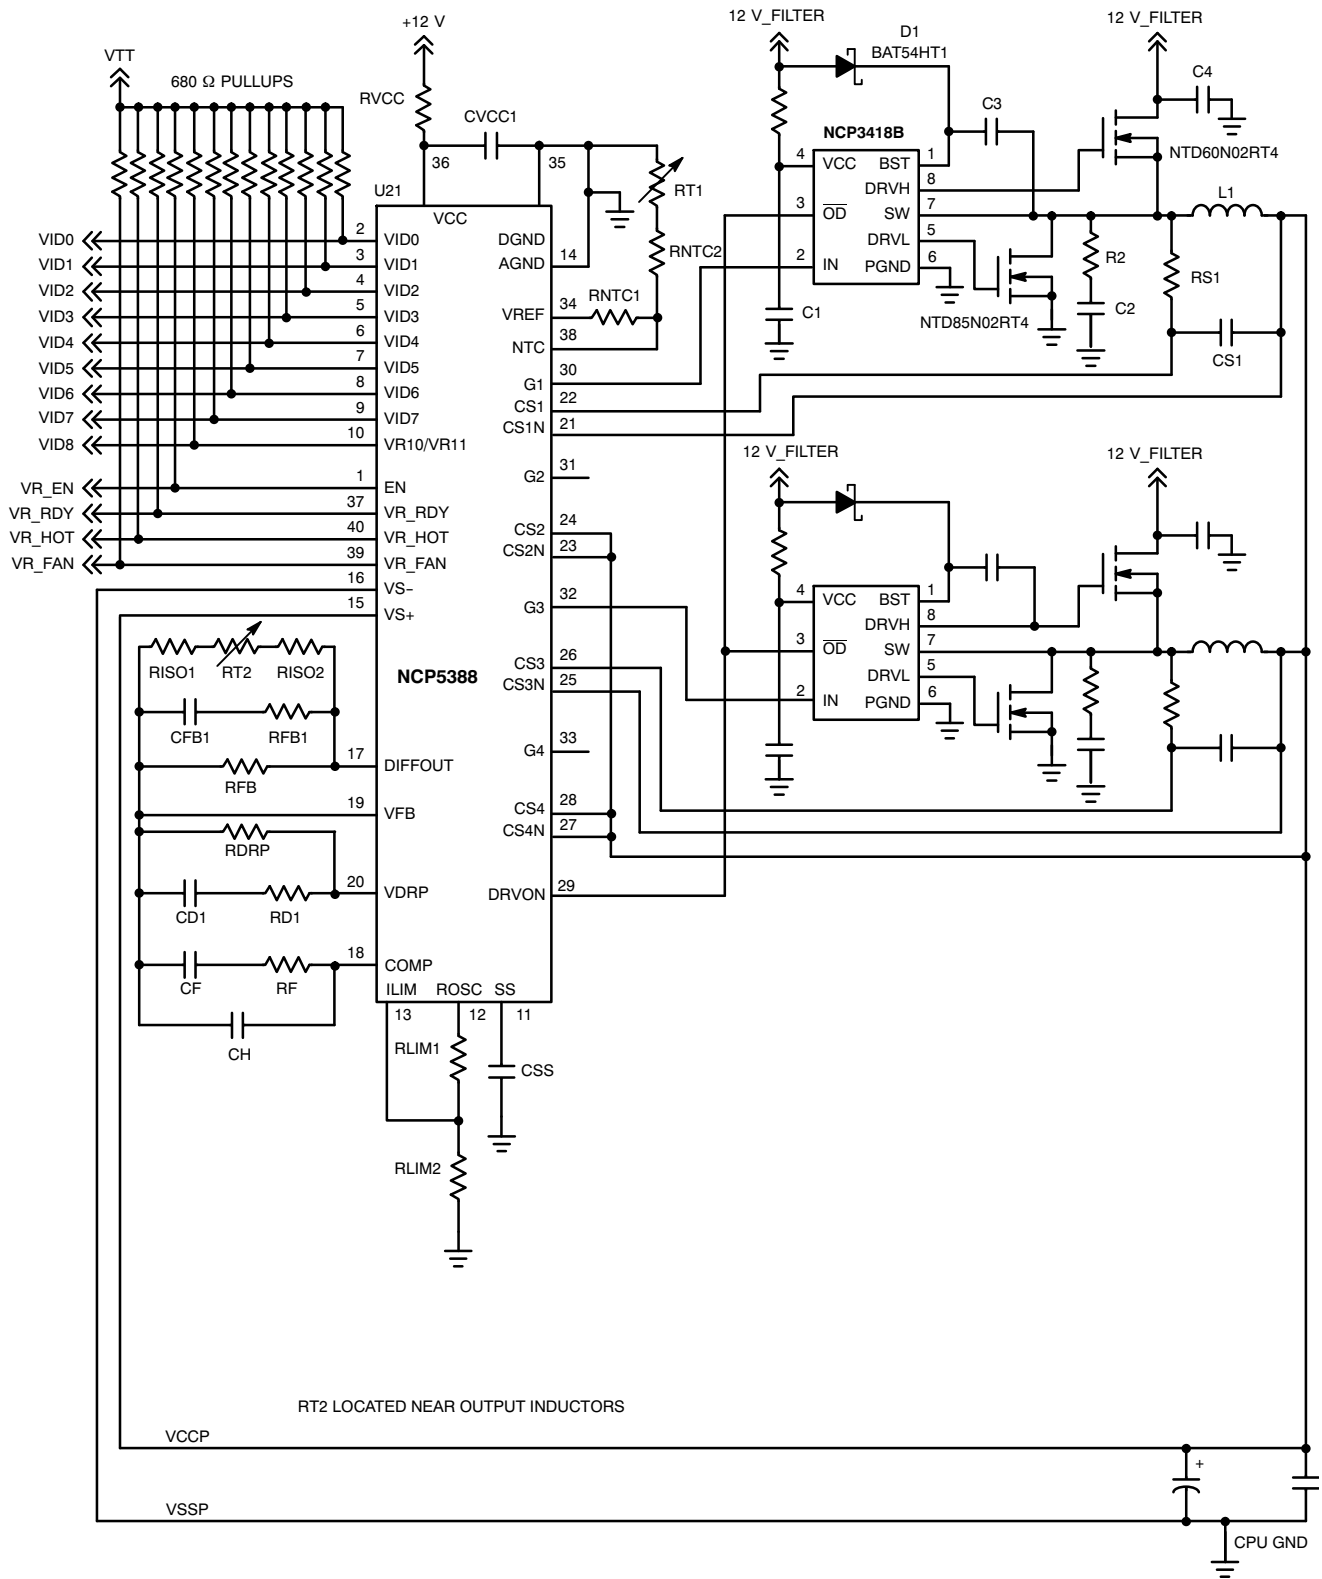 +12 V
12 V_FILTER
D1
BAT54HT1
12 V_FILTER
VTT
680 Ω PULLUPS
RVCC
CVCC1
36
35
RT1
RNTC2
C4
C3
NCP3418B
NTD60N02RT4
4 VCC BST 1
DRVH 8
3 OD SW 7
DRVL 5
2 IN PGND 6
L1
R2
RS1
C1
NTD85N02RT4
C2
CS1
U21
VCC
VID0 2 VID0
VID1 3 VID1
VID2 4 VID2
VID3 5 VID3
VID4 6 VID4
VID5 7 VID5
VID6 8 VID6
VID7 9 VID7
VID8 10 VR10/VR11
VR_EN 1 EN
VR_RDY 37 VR_RDY
VR_HOT 40 VR_HOT
VR_FAN 39 VR_FAN
16 VS−
15 VS+
DGND
AGND 14
VREF 34 RNTC1
NTC 38
G1 30
CS1 22
CS1N 21
G2 31
CS2 24
CS2N 23
G3 32
CS3 26
CS3N 25
G4 33
CS4 28
CS4N 27
DRVON 29
12 V_FILTER
12 V_FILTER
4 VCC BST 1
DRVH 8
3 OD SW 7
DRVL 5
2 IN PGND 6
NCP5388
RISO1 RT2 RISO2
CFB1 RFB1
17 DIFFOUT
RFB
19 VFB
RDRP
20 VDRP
CD1 RD1
18 COMP
CF RF
CH
ILIM ROSC SS
13 12 11
RLIM1
CSS
RLIM2
RT2 LOCATED NEAR OUTPUT INDUCTORS
VCCP
+
VSSP
CPU GND